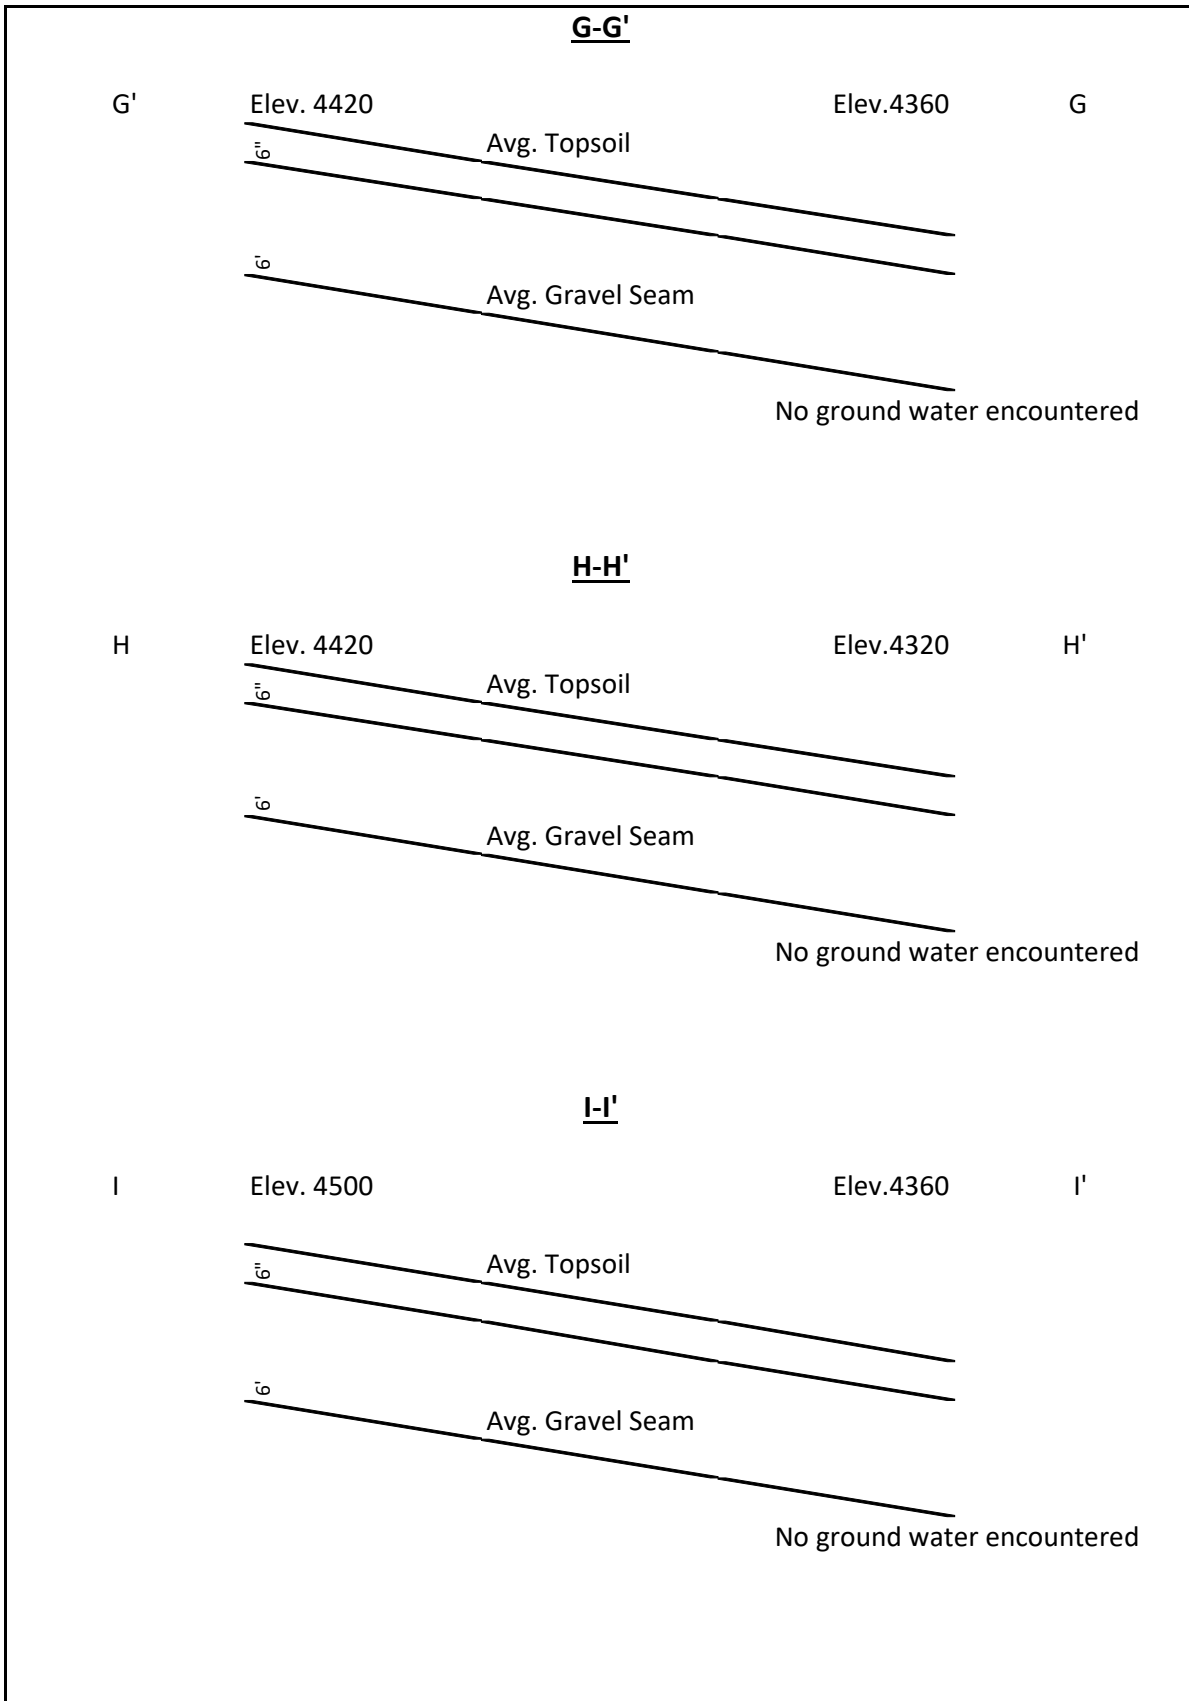 G-G'
G' Elev. 4420 Elev.4360 G
Avg. Topsoil
6"
6'
Avg. Gravel Seam
No ground water encountered
H-H'
H Elev. 4420 Elev.4320 H'
Avg. Topsoil
6"
6'
Avg. Gravel Seam
No ground water encountered
I-I'
I Elev. 4500 Elev.4360 I'
Avg. Topsoil
6"
6'
Avg. Gravel Seam
No ground water encountered